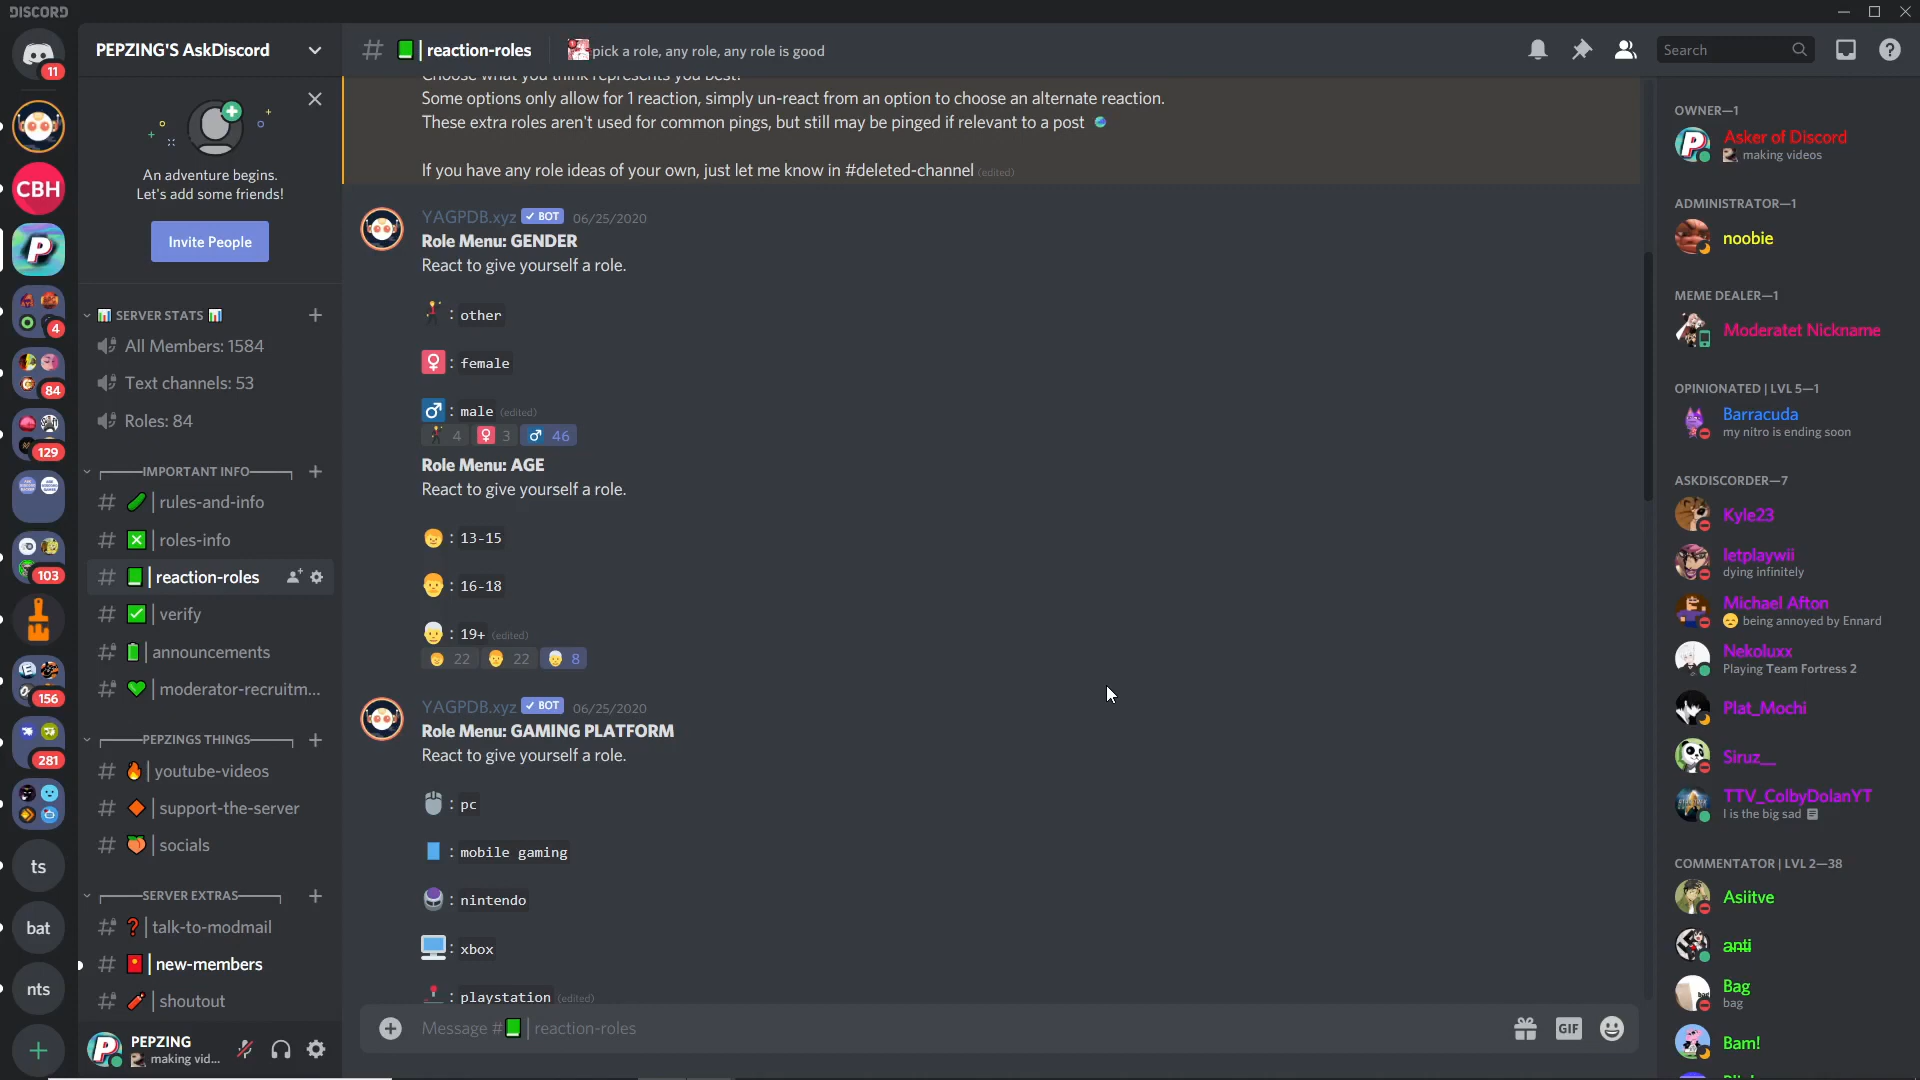 DISCORD
11
CBH
P
4
84
129
103
156
281
ts
bat
nts
PEPZING'S AskDiscord
An adventure begins.
Let's add some friends!
Invite People
SERVER STATS
All Members: 1584
Text channels: 53
Roles: 84
IMPORTANT INFO
rules-and-info
roles-info
reaction-roles
verify
announcements
moderator-recruitm...
PEPZINGS THINGS
youtube-videos
support-the-server
socials
SERVER EXTRAS
talk-to-modmail
new-members
shoutout
PEPZING
making vid...
# | reaction-roles
pick a role, any role, any role is good
Search
Choose what you think represents you best!
Some options only allow for 1 reaction, simply un-react from an option to choose an alternate reaction.
These extra roles aren't used for common pings, but still may be pinged if relevant to a post
If you have any role ideas of your own, just let me know in #deleted-channel (edited)
YAGPDB.xyz ✓ BOT 06/25/2020
Role Menu: GENDER
React to give yourself a role.
: other
: female
: male (edited)
4 3 46
Role Menu: AGE
React to give yourself a role.
: 13-15
: 16-18
: 19+ (edited)
22 22 8
YAGPDB.xyz ✓ BOT 06/25/2020
Role Menu: GAMING PLATFORM
React to give yourself a role.
: pc
: mobile gaming
: nintendo
: xbox
: playstation (edited)
Message # | reaction-roles
GIF
OWNER—1
Asker of Discord
making videos
ADMINISTRATOR—1
noobie
MEME DEALER—1
Moderatet Nickname
OPINIONATED | LVL 5—1
Barracuda
my nitro is ending soon
ASKDISCORDER—7
Kyle23
letplaywii
dying infinitely
Michael Afton
being annoyed by Ennard
Nekoluxx
Playing Team Fortress 2
Plat_Mochi
Siruz__
TTV_ColbyDolanYT
I is the big sad
COMMENTATOR | LVL 2—38
Asiitve
anti
Bag
bag
Bam!